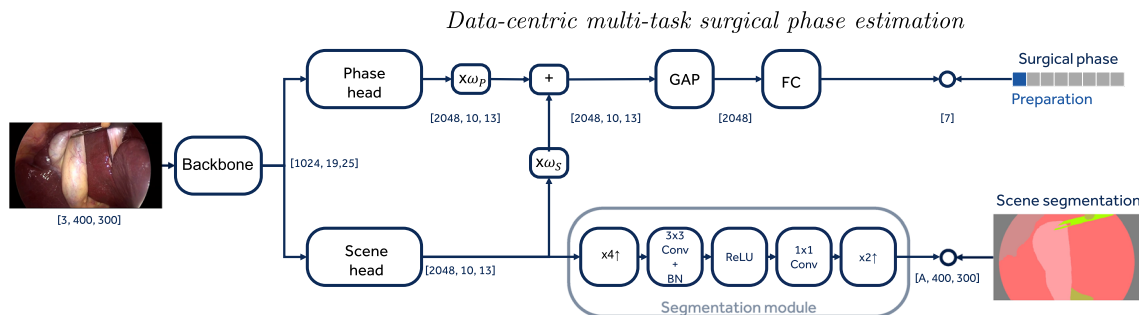 Data-centric multi-task surgical phase estimation
Surgical phase
Phase
head
xωP
+
GAP
FC
Preparation
[2048, 10, 13]
[2048, 10, 13]
[2048]
[7]
Backbone
[1024, 19,25]
xωS
[3, 400, 300]
Scene segmentation
Scene
head
[2048, 10, 13]
x4↑
3x3
Conv
+
BN
ReLU
1x1
Conv
x2↑
[A, 400, 300]
Segmentation module